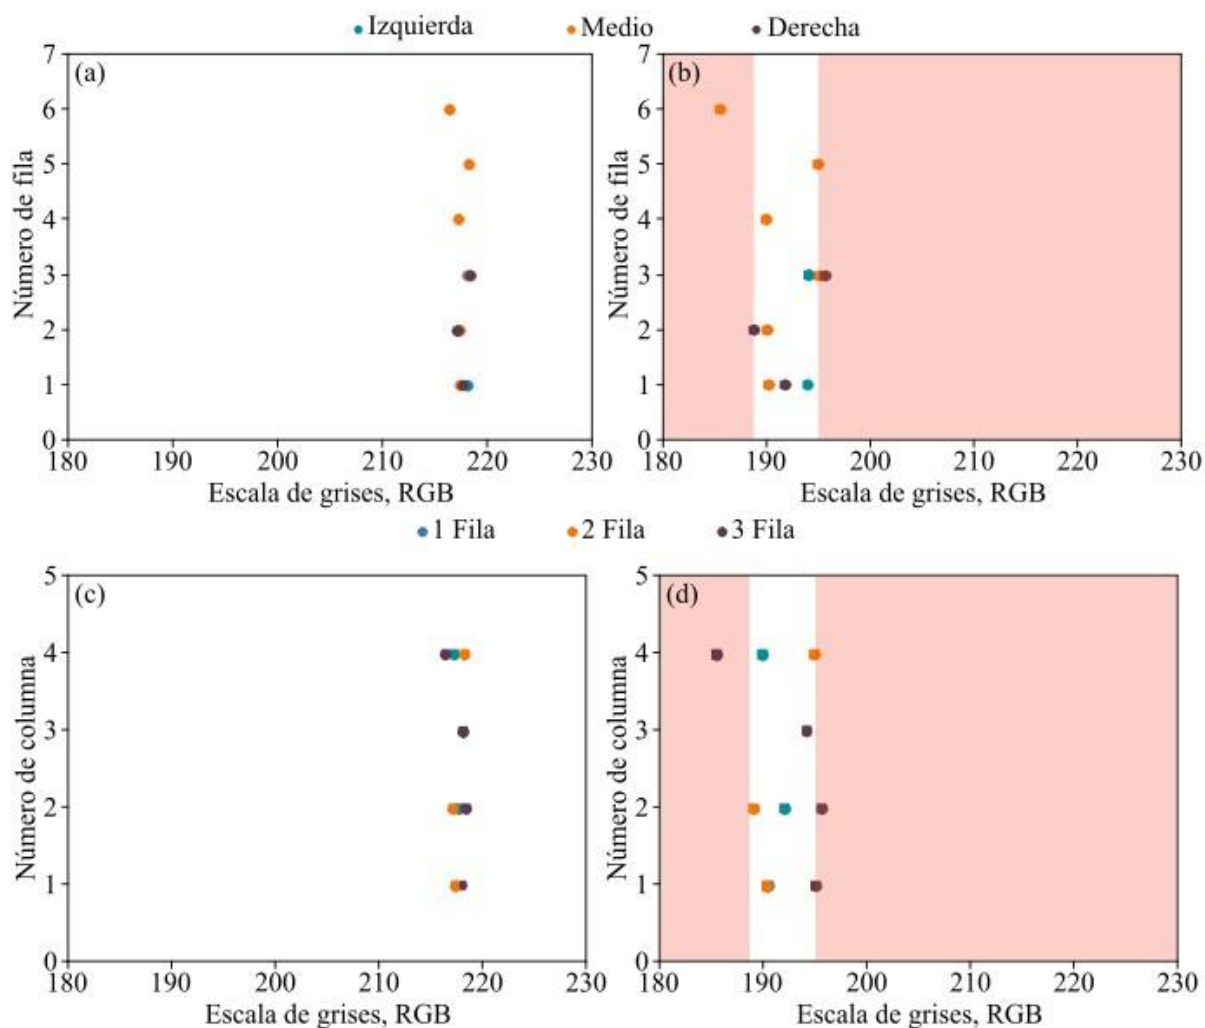 Izquierda Medio Derecha
(a)
7
6
5
4
3
2
1
0
Número de fila
180 190 200 210 220 230
Escala de grises, RGB
(b)
7
6
5
4
3
2
1
0
Número de fila
180 190 200 210 220 230
Escala de grises, RGB
1 Fila 2 Fila 3 Fila
(c)
5
4
3
2
1
0
Número de columna
180 190 200 210 220 230
Escala de grises, RGB
(d)
5
4
3
2
1
0
Número de columna
180 190 200 210 220 230
Escala de grises, RGB